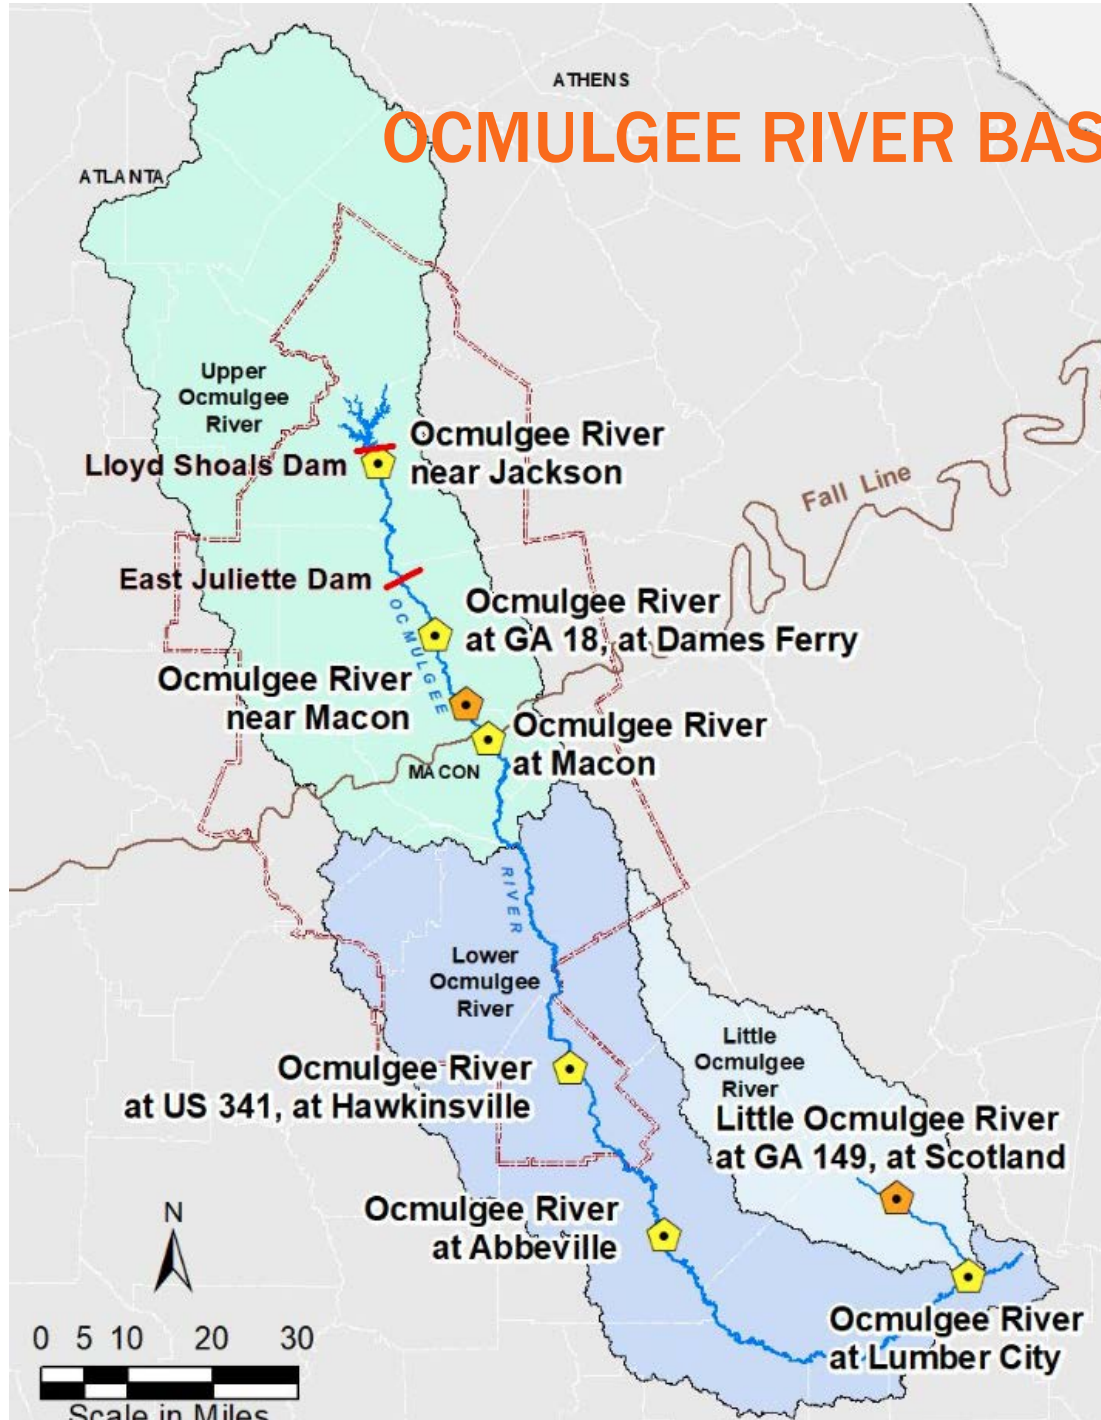 ATHENS
OCMULGEE RIVER BAS
ATLANTA
Upper
Ocmulgee
River
Ocmulgee River
near Jackson
Lloyd Shoals Dam
Fall Line
East Juliette Dam
OCMULGEE
Ocmulgee River
at GA 18, at Dames Ferry
Ocmulgee River
near Macon
Ocmulgee River
at Macon
MACON
RIVER
Lower
Ocmulgee
River
Little
Ocmulgee
River
Ocmulgee River
at US 341, at Hawkinsville
Little Ocmulgee River
at GA 149, at Scotland
Ocmulgee River
at Abbeville
N
Ocmulgee River
at Lumber City
0 5 10 20 30
Scale in Miles